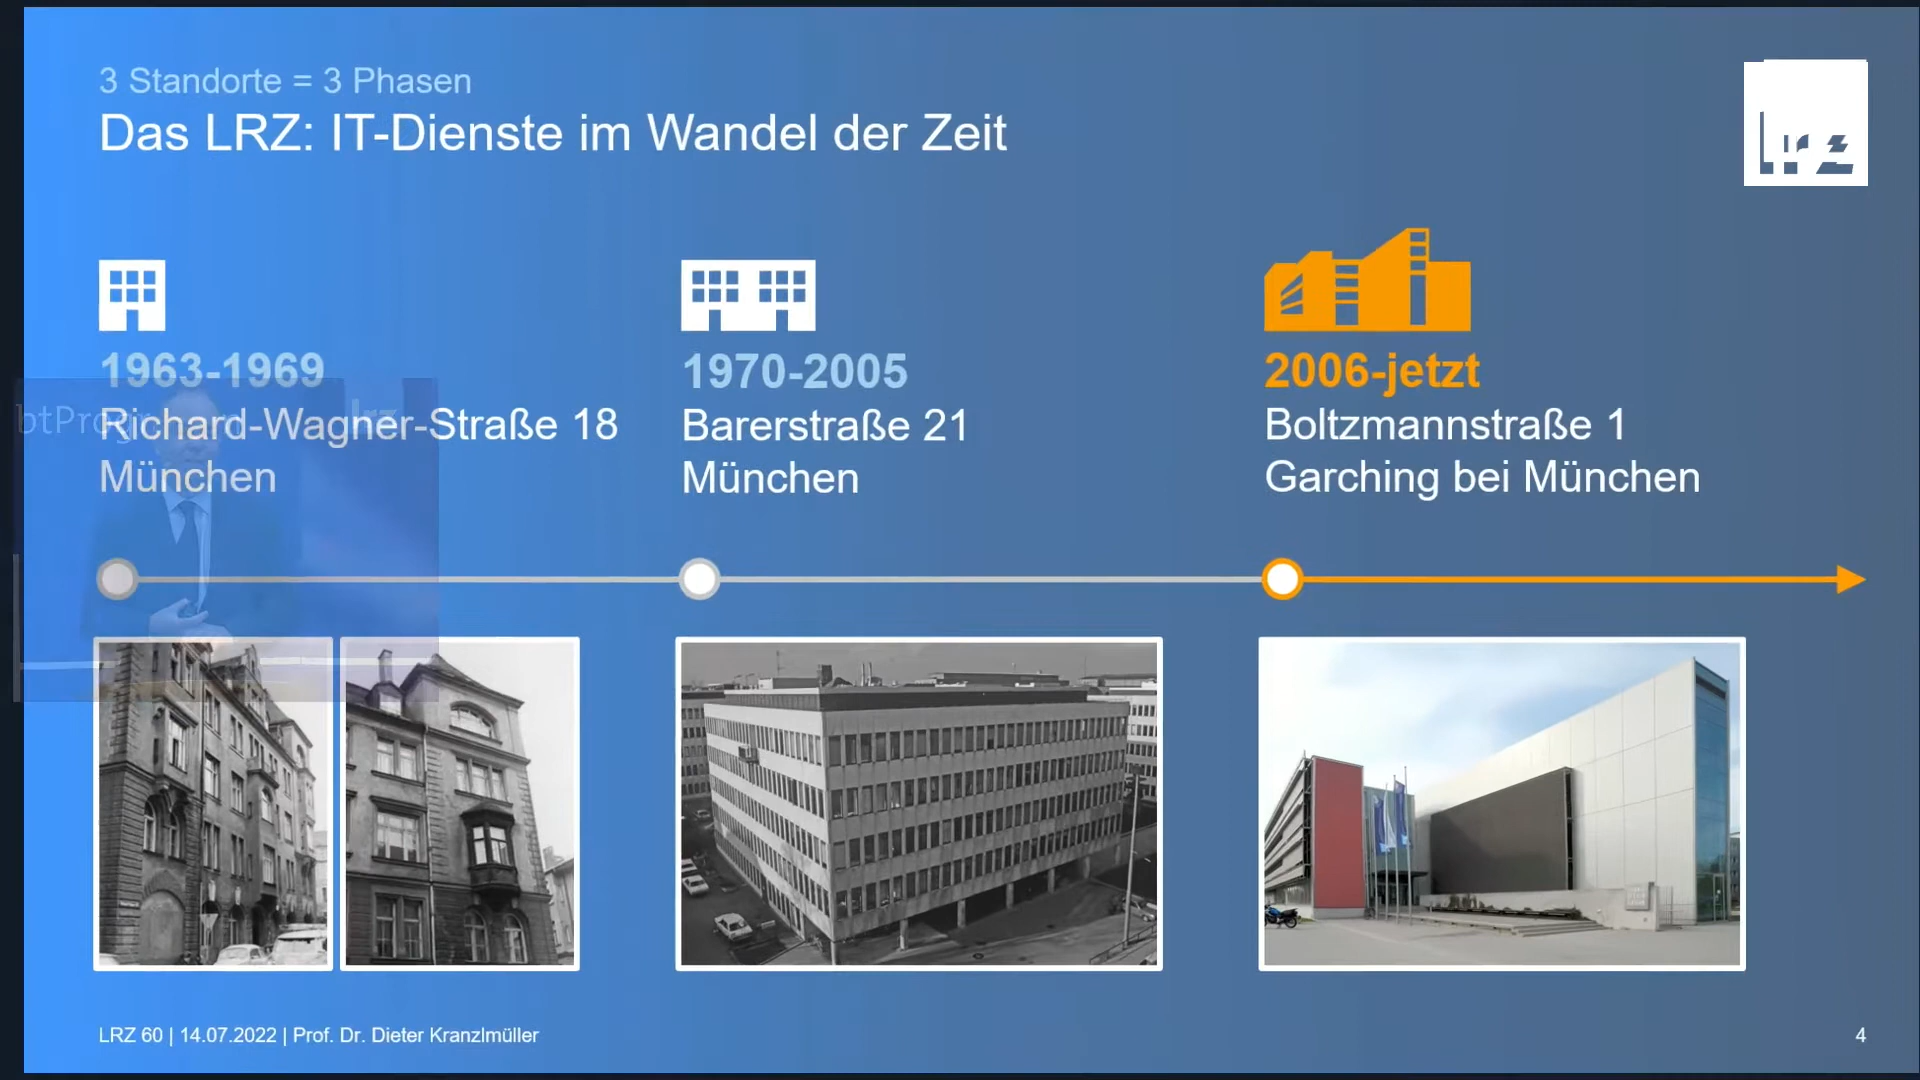 3 Standorte = 3 Phasen
Das LRZ: IT-Dienste im Wandel der Zeit
lrz
1963-1969
Richard-Wagner-Straße 18
München
1970-2005
Barerstraße 21
München
2006-jetzt
Boltzmannstraße 1
Garching bei München
LRZ 60 | 14.07.2022 | Prof. Dr. Dieter Kranzlmüller
4